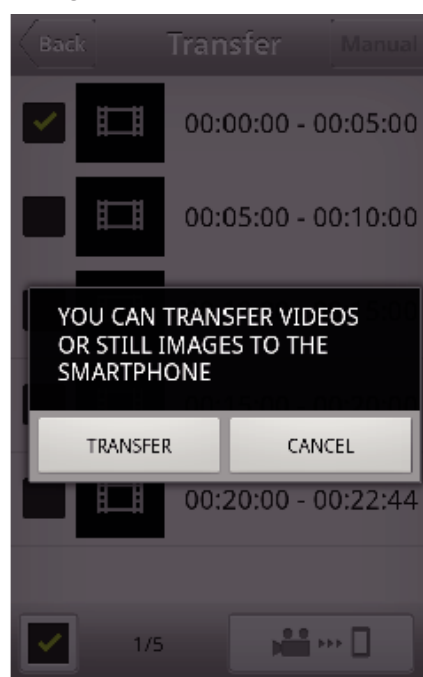 Back Transfer Manual
00:00:00 - 00:05:00
00:05:00 - 00:10:00
YOU CAN TRANSFER VIDEOS
OR STILL IMAGES TO THE
SMARTPHONE
TRANSFER CANCEL
00:20:00 - 00:22:44
1/5